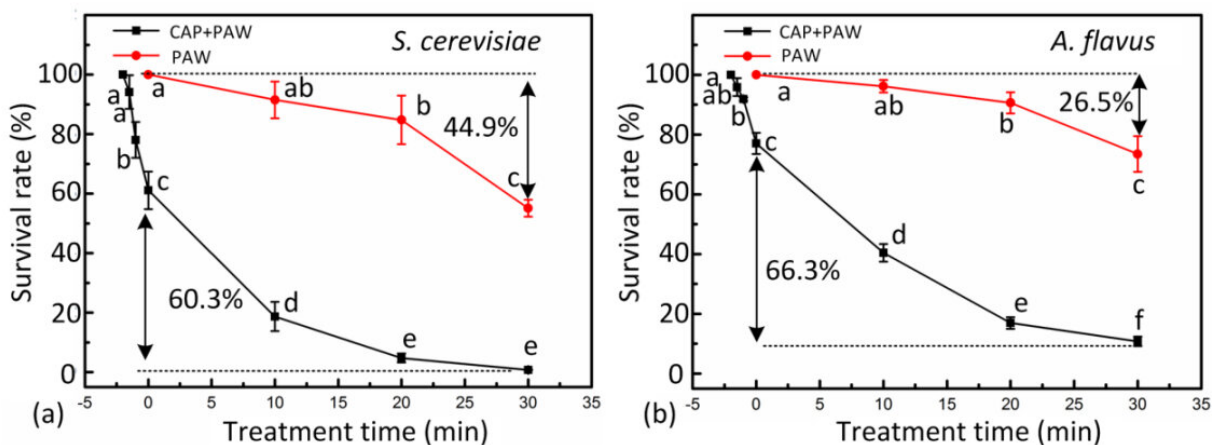 CAP+PAW
PAW
S. cerevisiae
100
80
60
40
20
0
Survival rate (%)
a
a
b
c
d
e
e
a
ab
b
c
44.9%
60.3%
-5 0 5 10 15 20 25 30 35
(a)
Treatment time (min)
CAP+PAW
PAW
A. flavus
100
80
60
40
20
0
Survival rate (%)
a
ab
b
c
d
e
f
a
ab
b
c
26.5%
66.3%
-5 0 5 10 15 20 25 30 35
(b)
Treatment time (min)